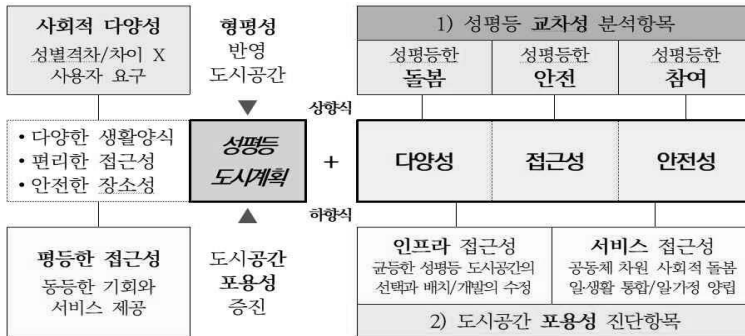 사회적 다양성
성별격차/차이 X
사용자 요구
형평성
반영
도시공간
1) 성평등 교차성 분석항목
성평등한
돌봄
성평등한
안전
성평등한
참여
상향식
• 다양한 생활양식
• 편리한 접근성
• 안전한 장소성
성평등
도시계획
+
다양성
접근성
안전성
하향식
평등한 접근성
동등한 기회와
서비스 제공
도시공간
포용성
증진
인프라 접근성
균등한 성평등 도시공간의
선택과 배치/개발의 수정
서비스 접근성
공동체 차원 사회적 돌봄
일·생활 통합/일가정 양립
2) 도시공간 포용성 진단항목